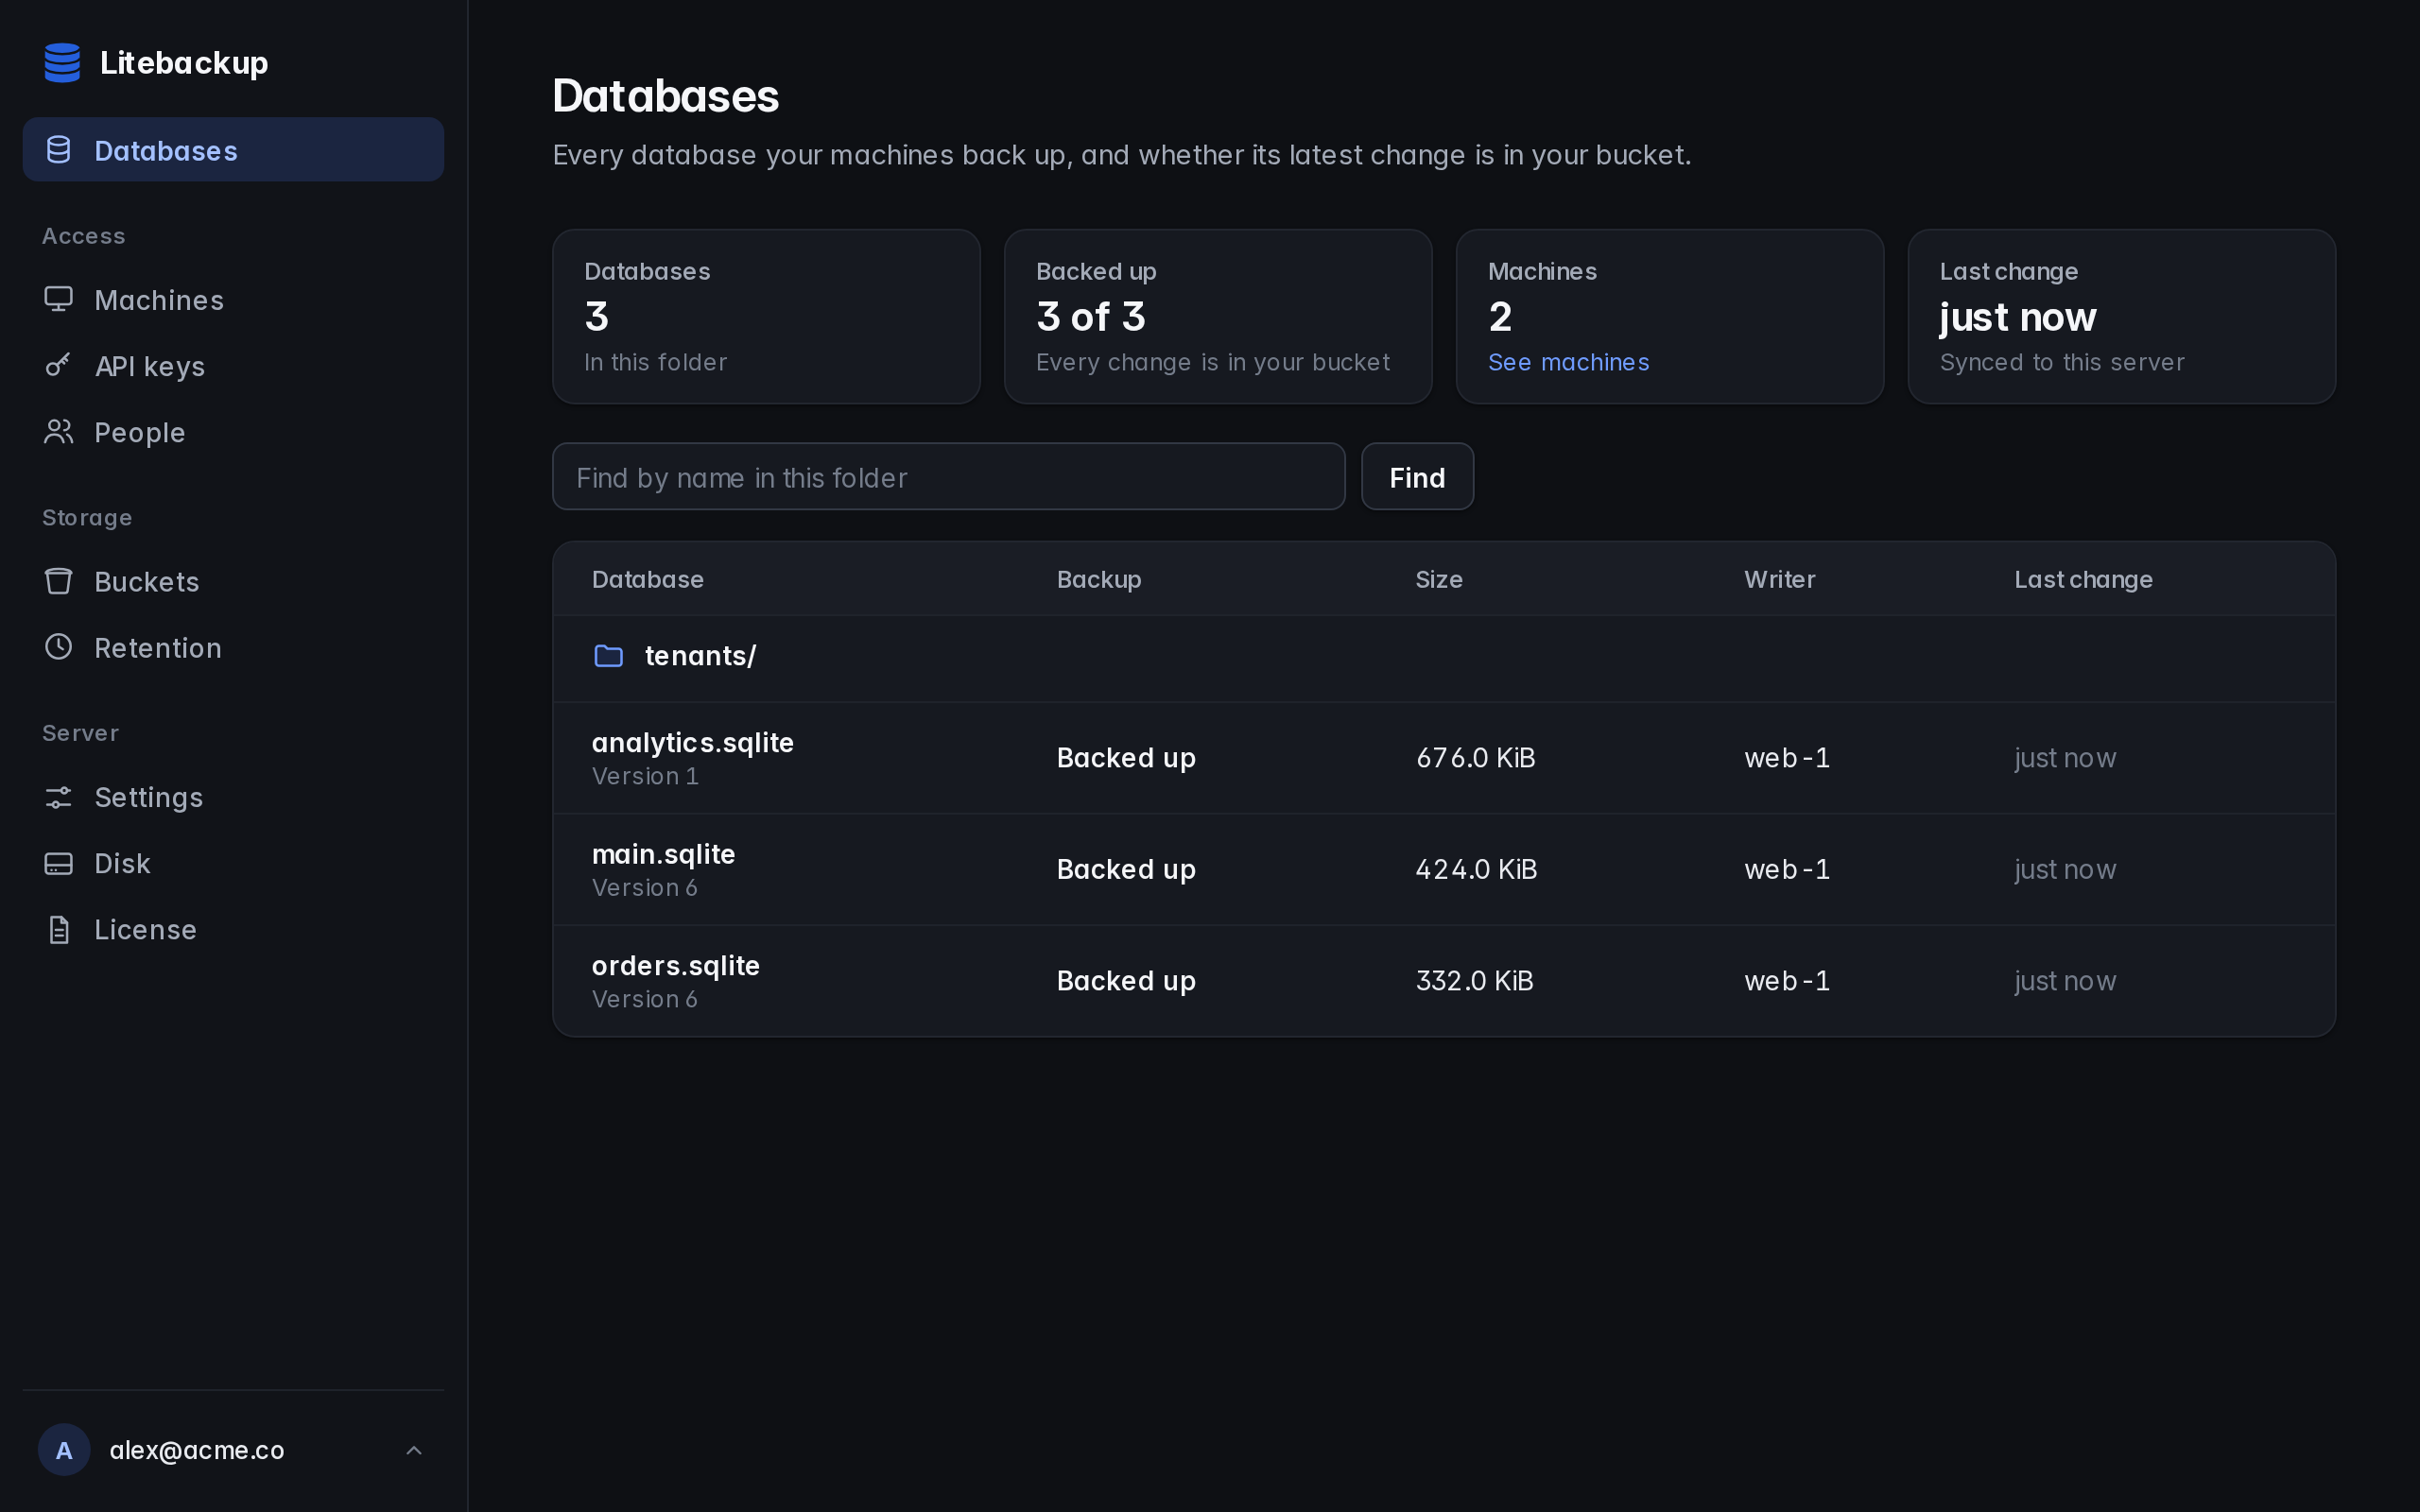 Litebackup
Databases
Access
Machines
API keys
People
Storage
Buckets
Retention
Server
Settings
Disk
License
A alex@acme.co
Databases
Every database your machines back up, and whether its latest change is in your bucket.
Databases
3
In this folder
Backed up
3 of 3
Every change is in your bucket
Machines
2
See machines
Last change
just now
Synced to this server
Find by name in this folder Find
Database Backup Size Writer Last change
tenants/
analytics.sqlite
Version 1
Backed up 676.0 KiB web-1 just now
main.sqlite
Version 6
Backed up 424.0 KiB web-1 just now
orders.sqlite
Version 6
Backed up 332.0 KiB web-1 just now